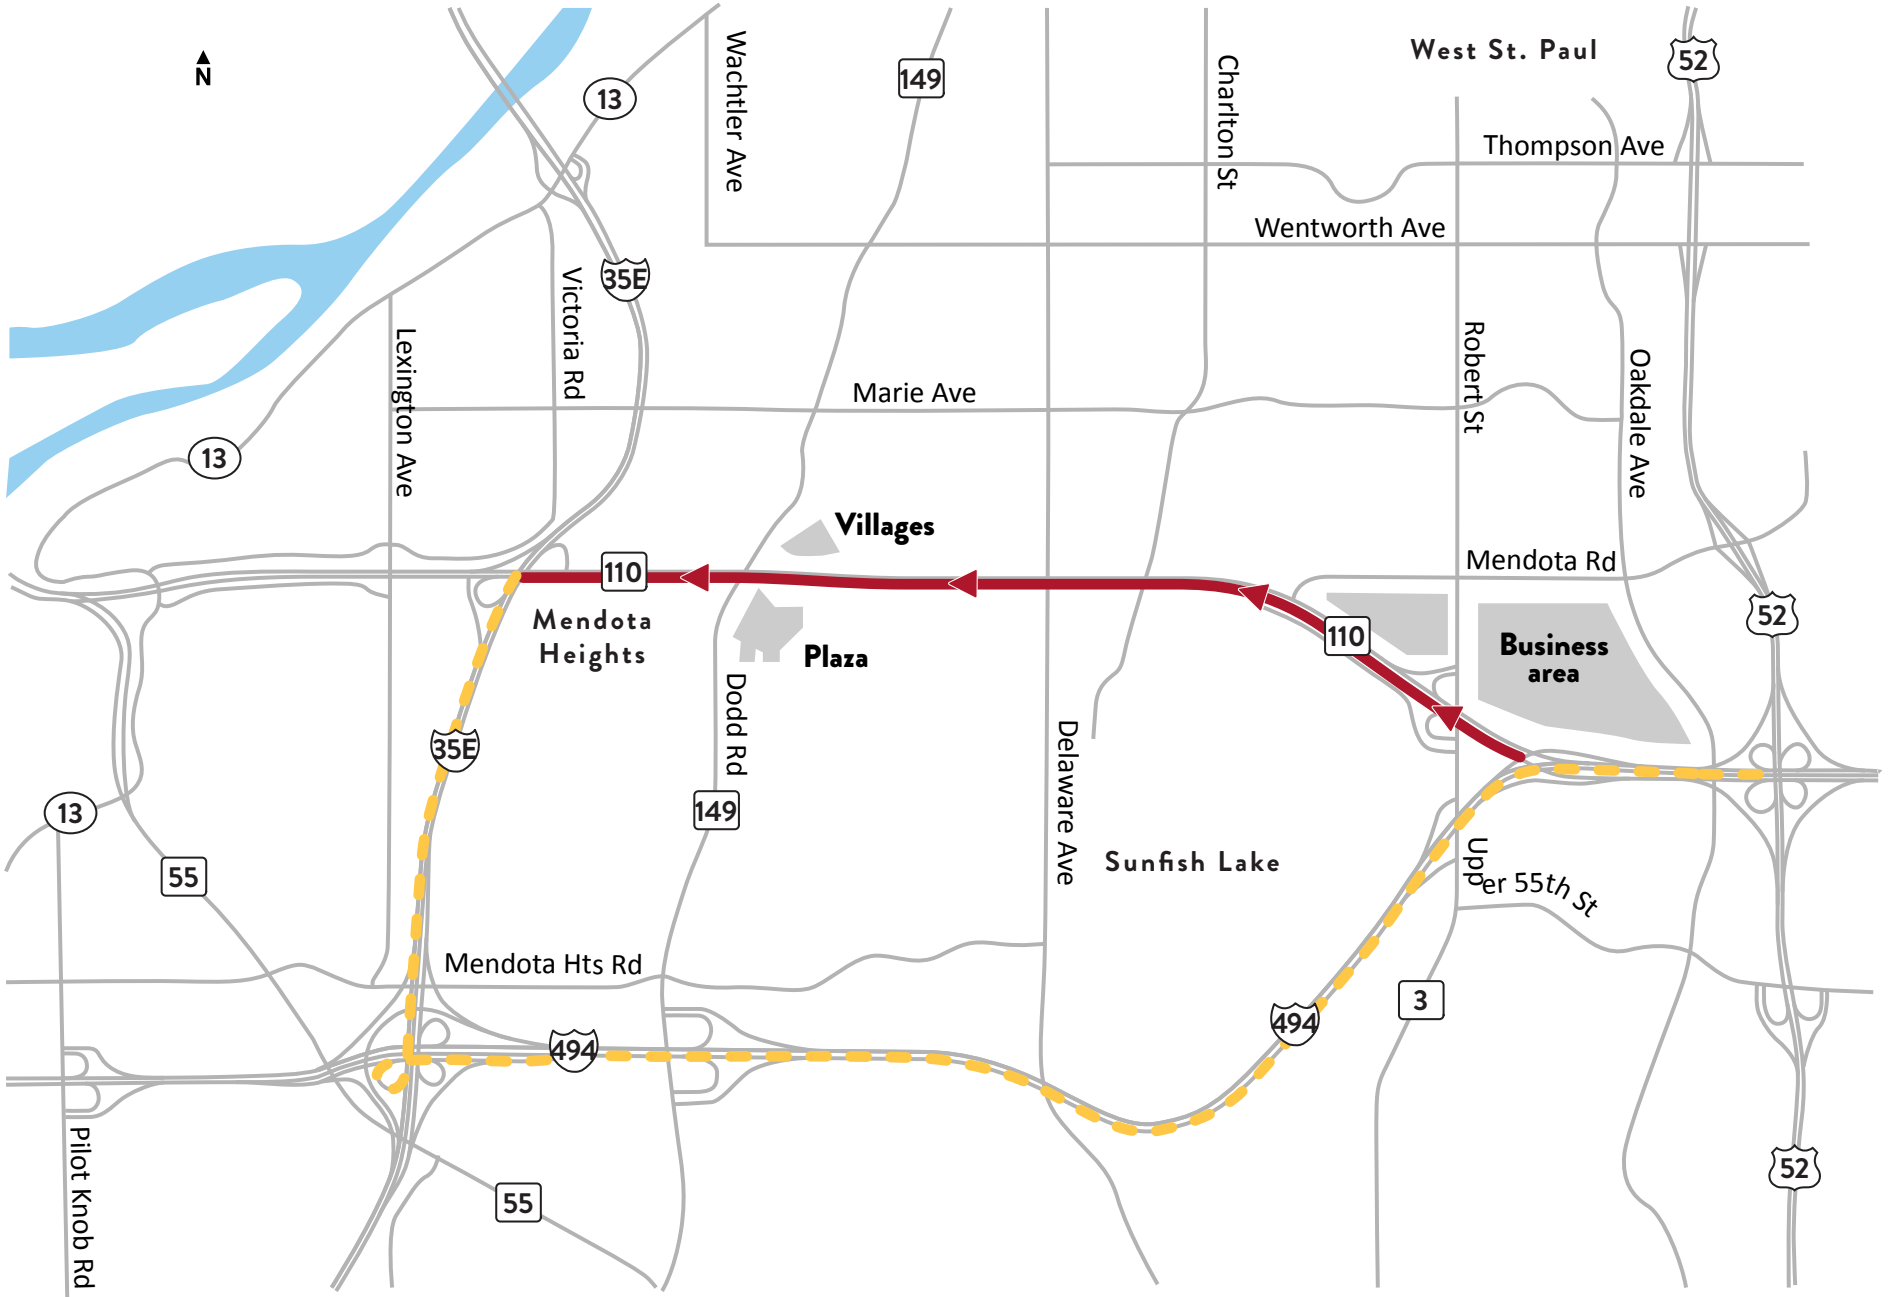 West St. Paul
52
N
13
Wachtler Ave
149
Charlton St
Thompson Ave
Wentworth Ave
35E
Victoria Rd
Lexington Ave
Robert St
Oakdale Ave
Marie Ave
13
Villages
110
Mendota Rd
Mendota
Heights
Plaza
110
Business
area
52
Dodd Rd
35E
Delaware Ave
13
149
55
Sunfish Lake
Upper 55th St
Mendota Hts Rd
3
494
494
Pilot Knob Rd
55
52